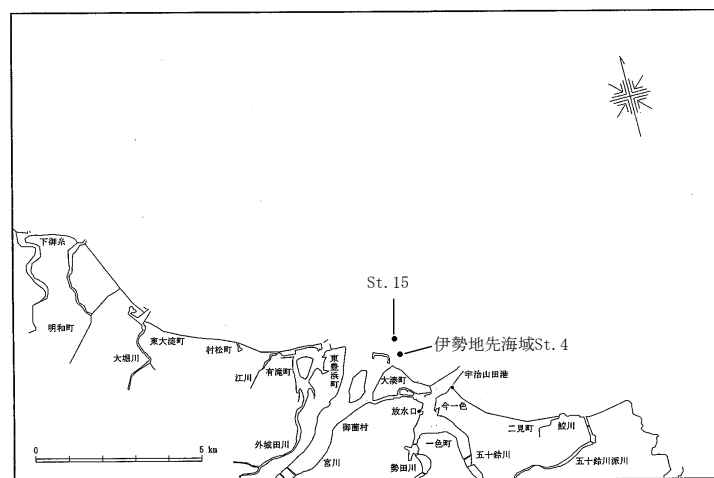 St.15
伊勢地先海域St.4
下御糸
明和町
大堀川
東大淀町
村松町
江川
有滝町
東豊浜町
大湊町
宇治山田港
放水口
今一色
御薗村
外城田川
宮川
一色町
勢田川
五十鈴川
二見町
鮫川
五十鈴川派川
0
5
km